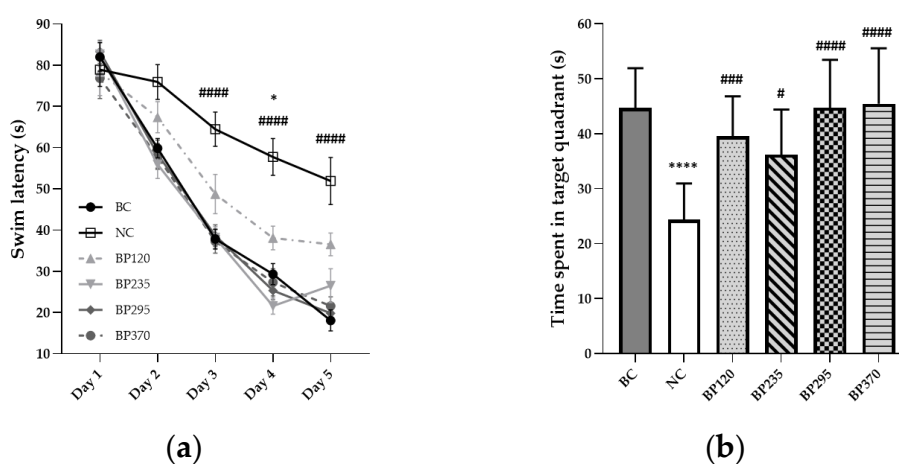 90
80
70
60
50
40
30
20
10
Swim latency (s)
####
*
####
####
BC
NC
BP120
BP235
BP295
BP370
Day 1
Day 2
Day 3
Day 4
Day 5
(a)
60
50
40
30
20
10
0
Time spent in target quadrant (s)
****
###
#
####
####
BC
NC
BP120
BP235
BP295
BP370
(b)